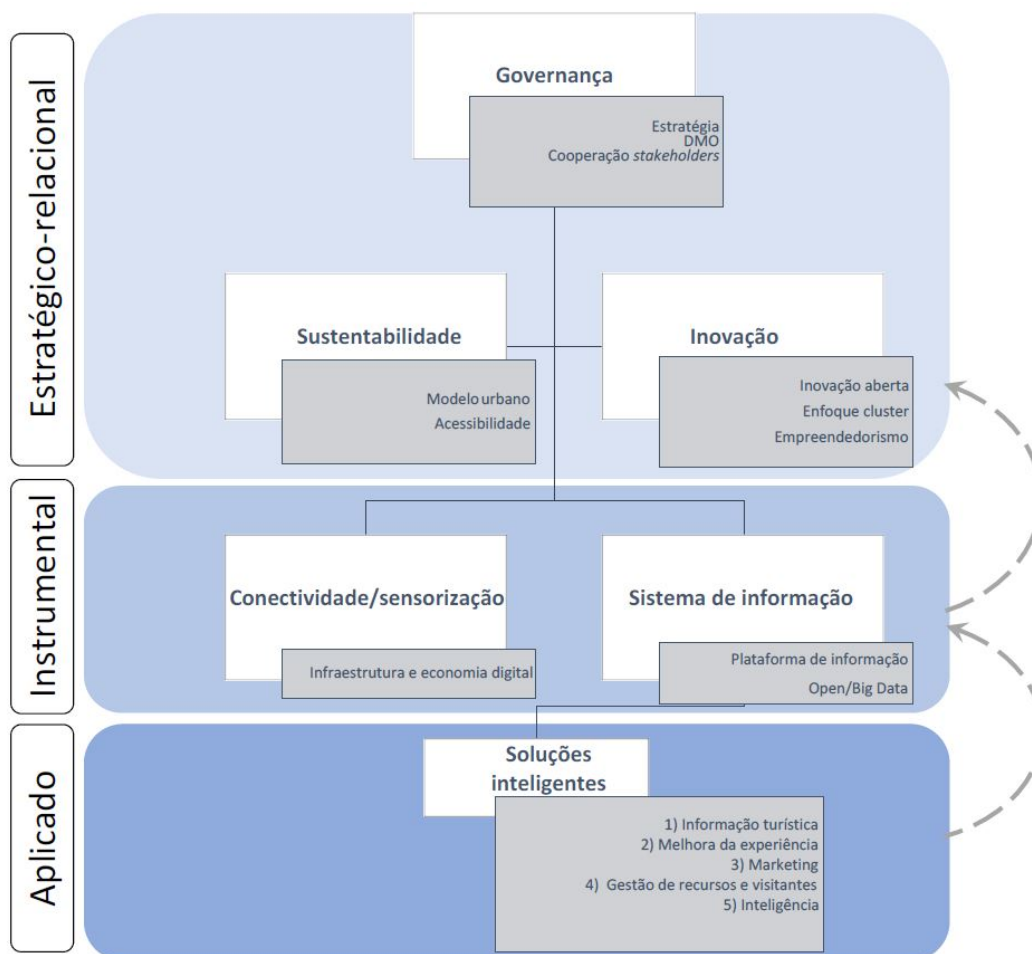 Estratégico-relacional
Governança
Estratégia
DMO
Cooperação stakeholders
Sustentabilidade
Modelo urbano
Acessibilidade
Inovação
Inovação aberta
Enfoque cluster
Empreendedorismo
Instrumental
Conectividade/sensorização
Infraestrutura e economia digital
Sistema de informação
Plataforma de informação
Open/Big Data
Aplicado
Soluções
inteligentes
1) Informação turística
2) Melhora da experiência
3) Marketing
4) Gestão de recursos e visitantes
5) Inteligência